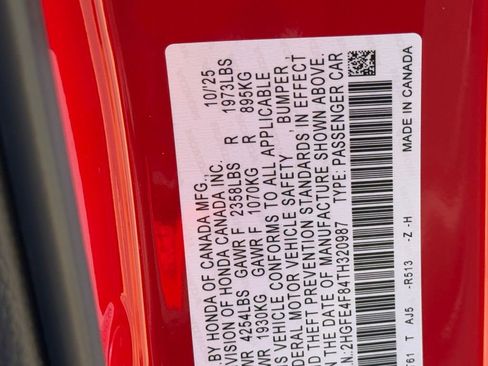 BY HONDA OF CANADA MFG., 10/'25
VISION OF HONDA CANADA INC.
WR 4254LBS GAWR F 2358LBS R 1973LBS
WR 1930KG GAWR F 1070KG R 895KG
S VEHICLE CONFORMS TO ALL APPLICABLE
DERAL MOTOR VEHICLE SAFETY , BUMPER ,
D THEFT PREVENTION STANDARDS IN EFFECT
THE DATE OF MANUFACTURE SHOWN ABOVE.
N:2HGFE4F84TH320987 TYPE: PASSENGER CAR
F61 T AJ5 -R513 -Z -H MADE IN CANADA